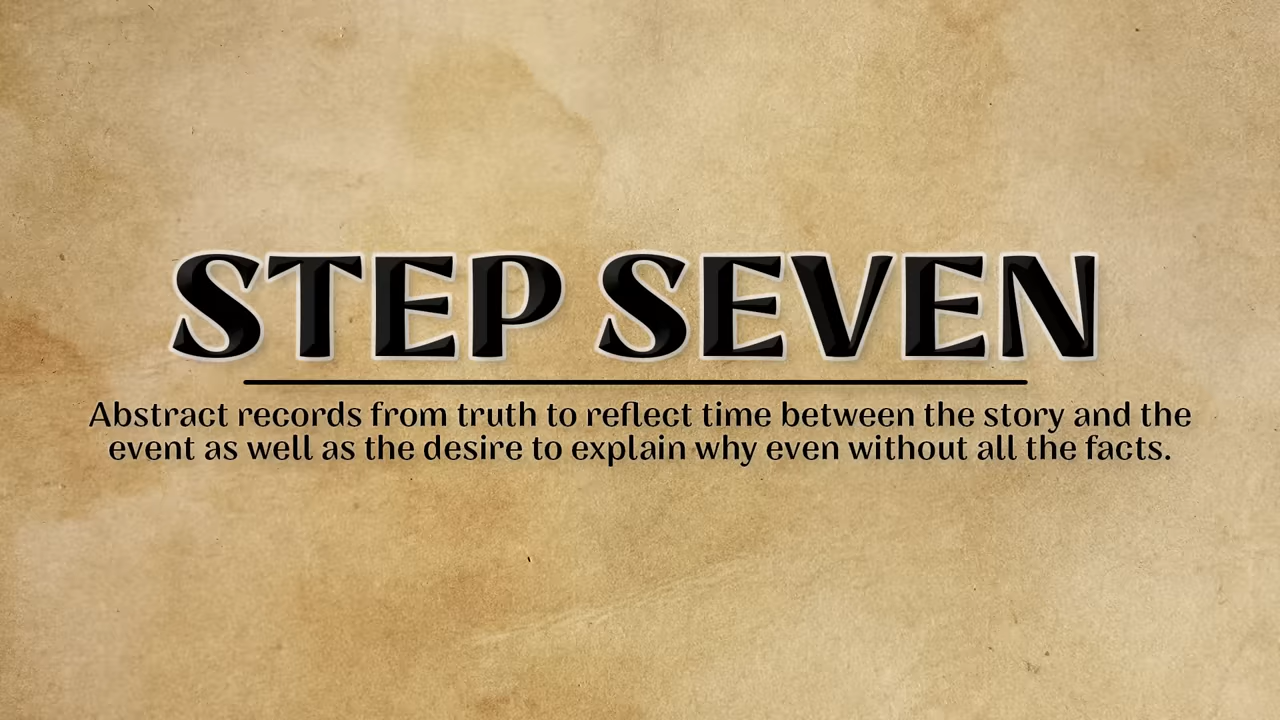 STEP SEVEN
Abstract records from truth to reflect time between the story and the
event as well as the desire to explain why even without all the facts.